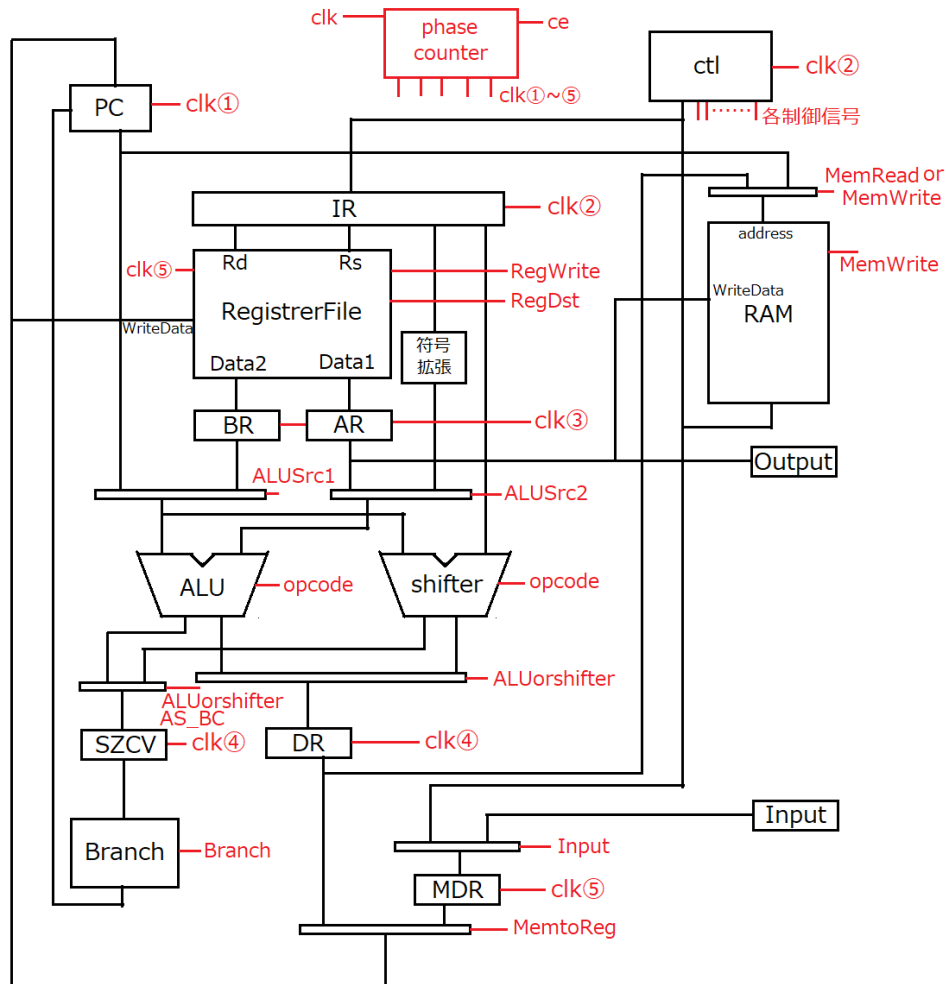 clk
phase
counter
ce
clk①~⑤
ctl
clk②
各制御信号
PC
clk①
IR
clk②
MemRead or
MemWrite
address
MemWrite
WriteData
RAM
clk⑤
Rd
Rs
RegWrite
RegDst
RegistrerFile
WriteData
Data2
Data1
符号
拡張
BR
AR
clk③
Output
ALUSrc1
ALUSrc2
ALU
opcode
shifter
opcode
ALUorshifter
AS_BC
ALUorshifter
SZCV
clk④
DR
clk④
Input
Branch
Branch
Input
MDR
clk⑤
MemtoReg